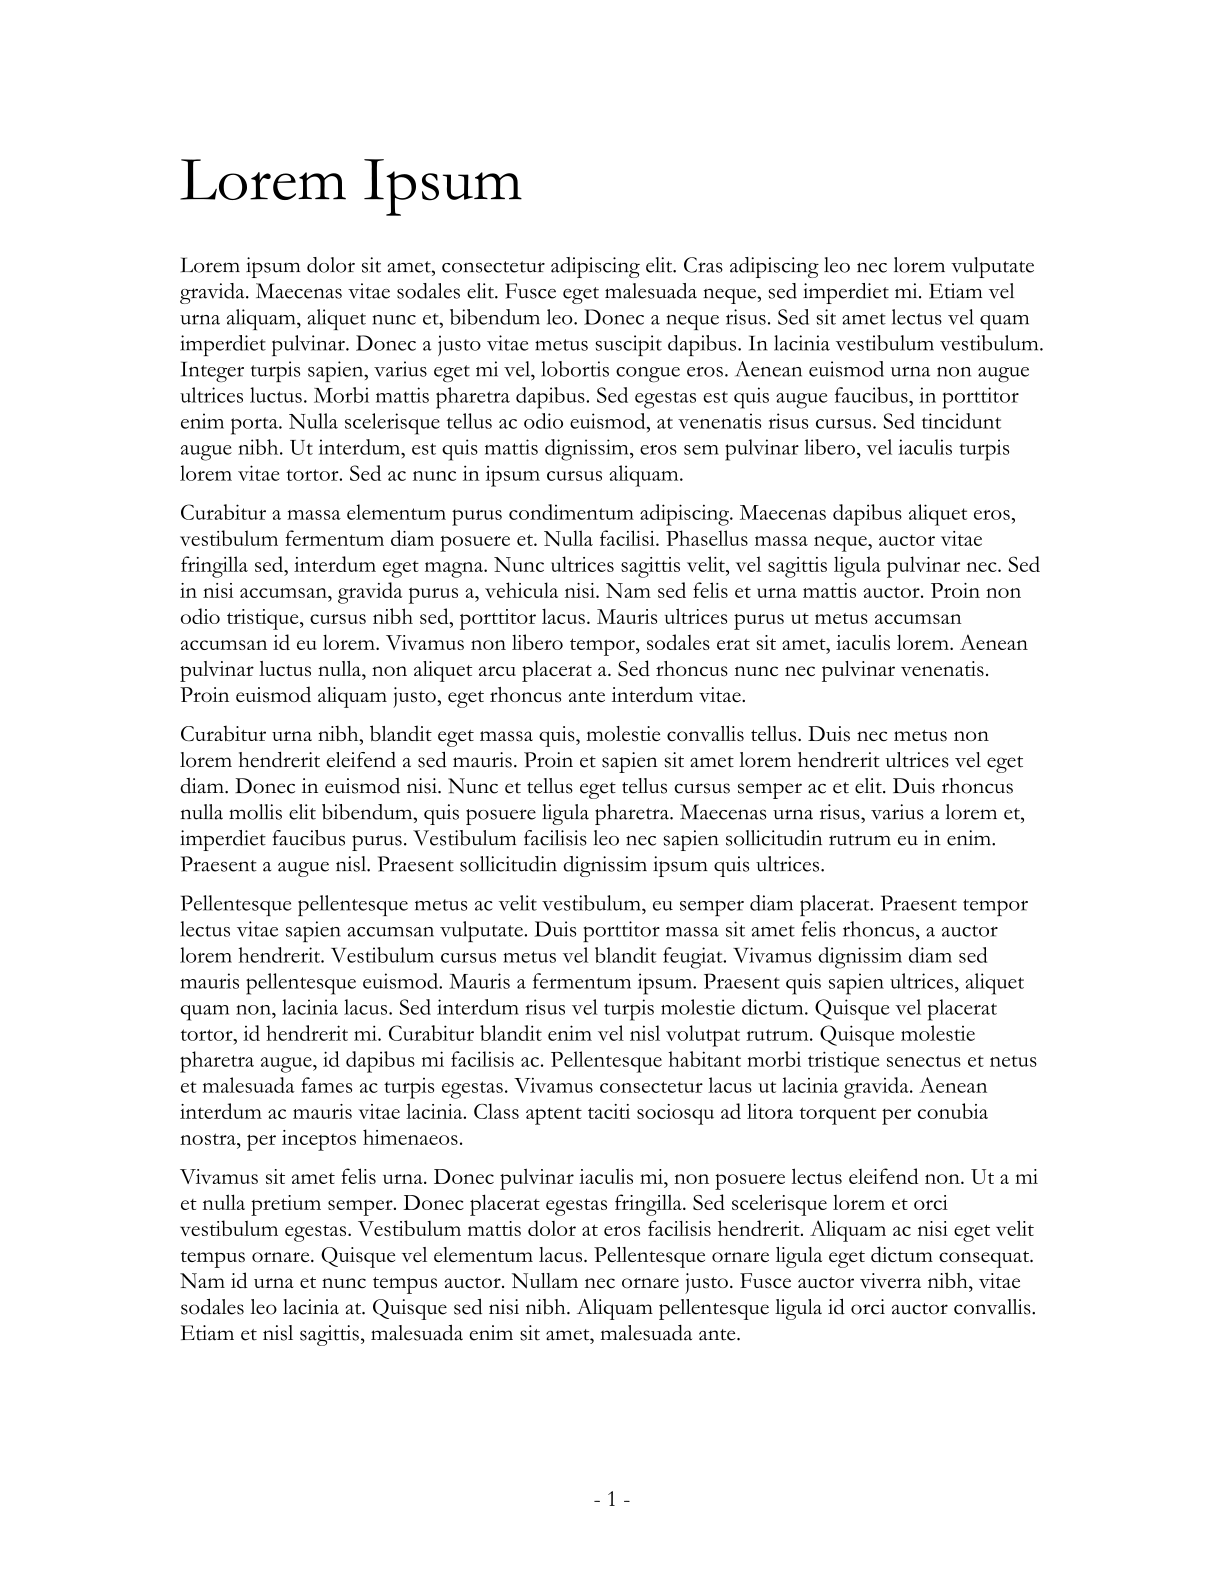 Lorem Ipsum
Lorem ipsum dolor sit amet, consectetur adipiscing elit. Cras adipiscing leo nec lorem vulputate
gravida. Maecenas vitae sodales elit. Fusce eget malesuada neque, sed imperdiet mi. Etiam vel
urna aliquam, aliquet nunc et, bibendum leo. Donec a neque risus. Sed sit amet lectus vel quam
imperdiet pulvinar. Donec a justo vitae metus suscipit dapibus. In lacinia vestibulum vestibulum.
Integer turpis sapien, varius eget mi vel, lobortis congue eros. Aenean euismod urna non augue
ultrices luctus. Morbi mattis pharetra dapibus. Sed egestas est quis augue faucibus, in porttitor
enim porta. Nulla scelerisque tellus ac odio euismod, at venenatis risus cursus. Sed tincidunt
augue nibh. Ut interdum, est quis mattis dignissim, eros sem pulvinar libero, vel iaculis turpis
lorem vitae tortor. Sed ac nunc in ipsum cursus aliquam.
Curabitur a massa elementum purus condimentum adipiscing. Maecenas dapibus aliquet eros,
vestibulum fermentum diam posuere et. Nulla facilisi. Phasellus massa neque, auctor vitae
fringilla sed, interdum eget magna. Nunc ultrices sagittis velit, vel sagittis ligula pulvinar nec. Sed
in nisi accumsan, gravida purus a, vehicula nisi. Nam sed felis et urna mattis auctor. Proin non
odio tristique, cursus nibh sed, porttitor lacus. Mauris ultrices purus ut metus accumsan
accumsan id eu lorem. Vivamus non libero tempor, sodales erat sit amet, iaculis lorem. Aenean
pulvinar luctus nulla, non aliquet arcu placerat a. Sed rhoncus nunc nec pulvinar venenatis.
Proin euismod aliquam justo, eget rhoncus ante interdum vitae.
Curabitur urna nibh, blandit eget massa quis, molestie convallis tellus. Duis nec metus non
lorem hendrerit eleifend a sed mauris. Proin et sapien sit amet lorem hendrerit ultrices vel eget
diam. Donec in euismod nisi. Nunc et tellus eget tellus cursus semper ac et elit. Duis rhoncus
nulla mollis elit bibendum, quis posuere ligula pharetra. Maecenas urna risus, varius a lorem et,
imperdiet faucibus purus. Vestibulum facilisis leo nec sapien sollicitudin rutrum eu in enim.
Praesent a augue nisl. Praesent sollicitudin dignissim ipsum quis ultrices.
Pellentesque pellentesque metus ac velit vestibulum, eu semper diam placerat. Praesent tempor
lectus vitae sapien accumsan vulputate. Duis porttitor massa sit amet felis rhoncus, a auctor
lorem hendrerit. Vestibulum cursus metus vel blandit feugiat. Vivamus dignissim diam sed
mauris pellentesque euismod. Mauris a fermentum ipsum. Praesent quis sapien ultrices, aliquet
quam non, lacinia lacus. Sed interdum risus vel turpis molestie dictum. Quisque vel placerat
tortor, id hendrerit mi. Curabitur blandit enim vel nisl volutpat rutrum. Quisque molestie
pharetra augue, id dapibus mi facilisis ac. Pellentesque habitant morbi tristique senectus et netus
et malesuada fames ac turpis egestas. Vivamus consectetur lacus ut lacinia gravida. Aenean
interdum ac mauris vitae lacinia. Class aptent taciti sociosqu ad litora torquent per conubia
nostra, per inceptos himenaeos.
Vivamus sit amet felis urna. Donec pulvinar iaculis mi, non posuere lectus eleifend non. Ut a mi
et nulla pretium semper. Donec placerat egestas fringilla. Sed scelerisque lorem et orci
vestibulum egestas. Vestibulum mattis dolor at eros facilisis hendrerit. Aliquam ac nisi eget velit
tempus ornare. Quisque vel elementum lacus. Pellentesque ornare ligula eget dictum consequat.
Nam id urna et nunc tempus auctor. Nullam nec ornare justo. Fusce auctor viverra nibh, vitae
sodales leo lacinia at. Quisque sed nisi nibh. Aliquam pellentesque ligula id orci auctor convallis.
Etiam et nisl sagittis, malesuada enim sit amet, malesuada ante.
- 1 -